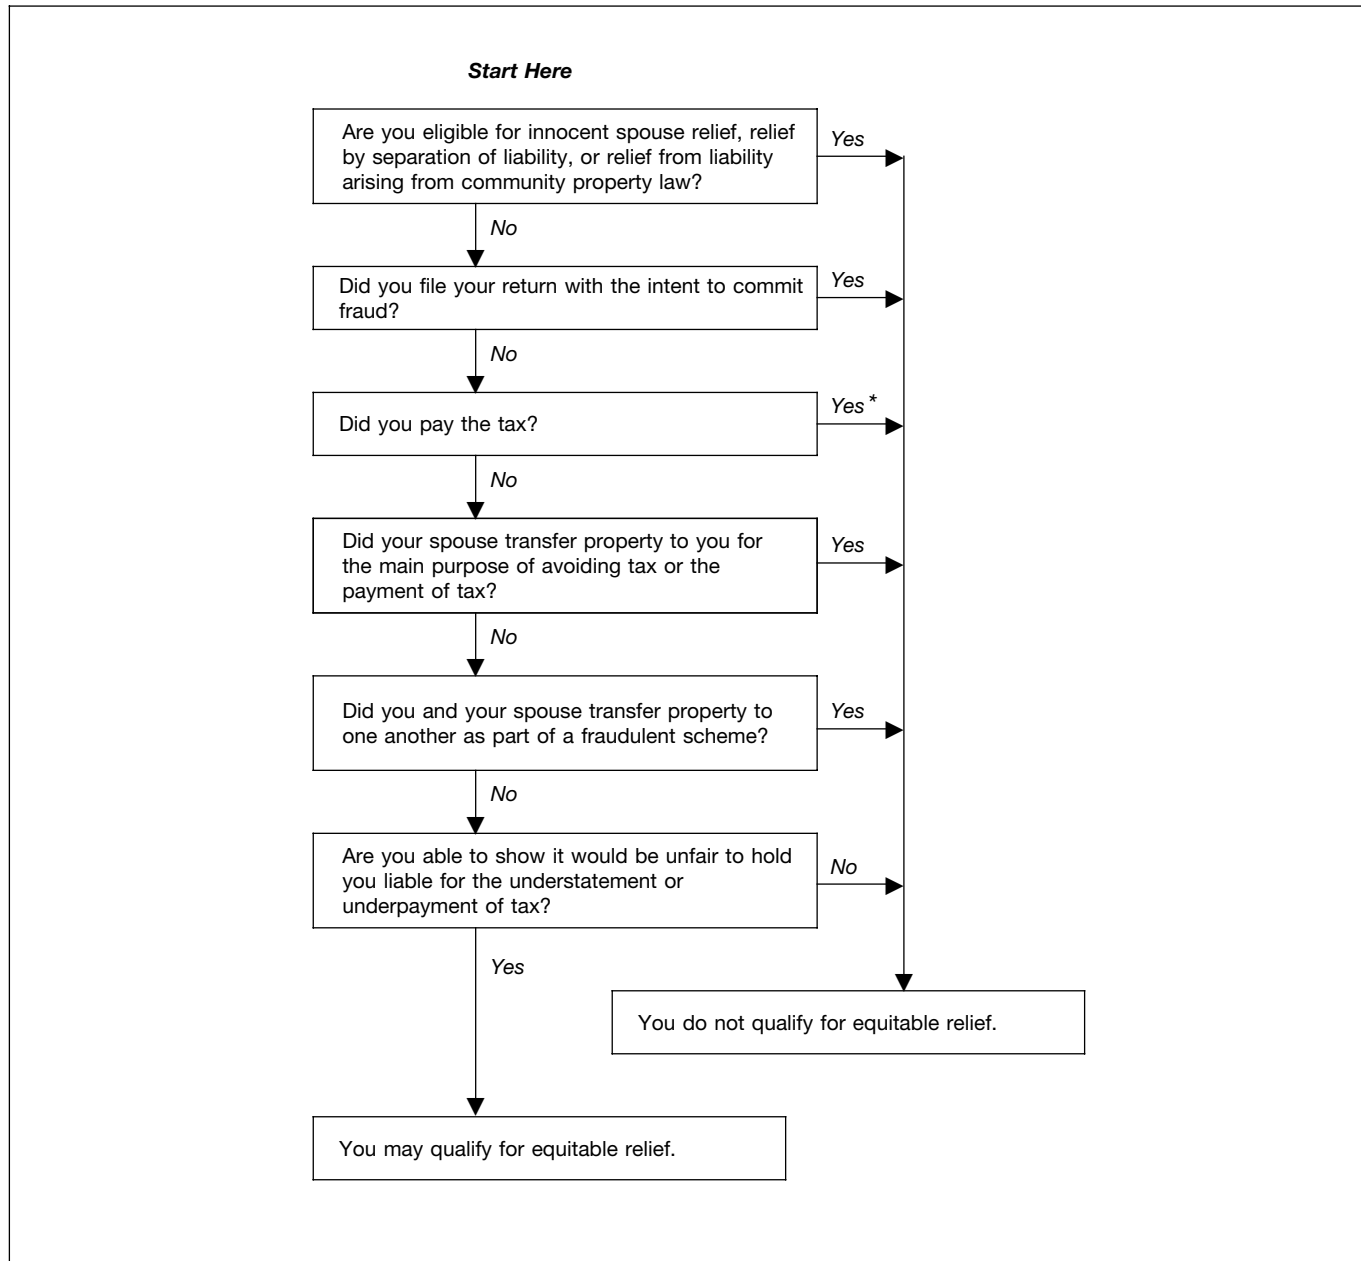 Start Here
Are you eligible for innocent spouse relief, relief
by separation of liability, or relief from liability
arising from community property law?
Yes
No
Did you file your return with the intent to commit
fraud?
Yes
No
Did you pay the tax?
Yes*
No
Did your spouse transfer property to you for
the main purpose of avoiding tax or the
payment of tax?
Yes
No
Did you and your spouse transfer property to
one another as part of a fraudulent scheme?
Yes
No
Are you able to show it would be unfair to hold
you liable for the understatement or
underpayment of tax?
No
Yes
You do not qualify for equitable relief.
You may qualify for equitable relief.